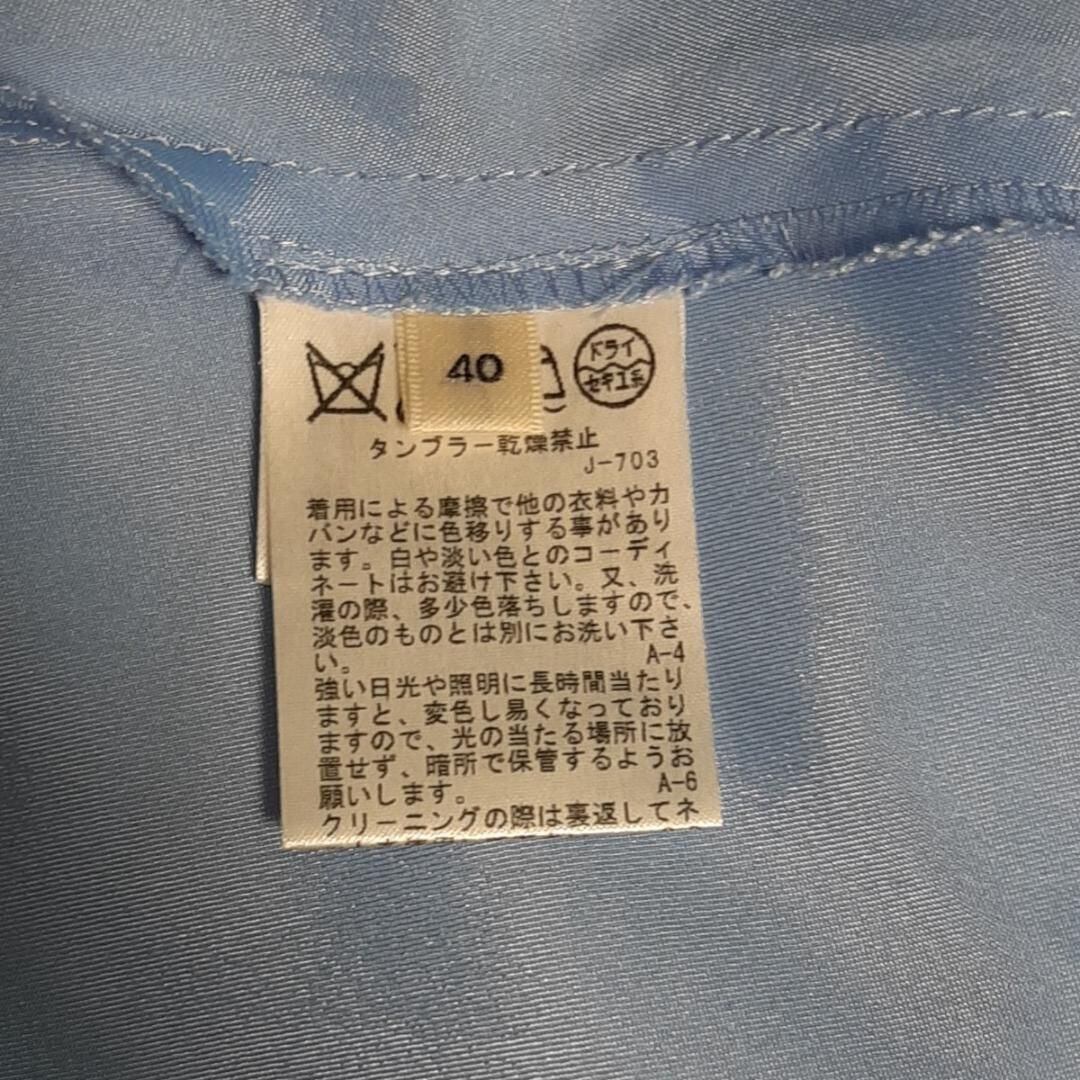 40
ドライ
セキユ系
タンブラー乾燥禁止
J-703
着用による摩擦で他の衣料やカ
バンなどに色移りする事があり
ます。白や淡い色とのコーディ
ネートはお避け下さい。又、洗
濯の際、多少色落ちしますので、
淡色のものとは別にお洗い下さ
い。 A-4
強い日光や照明に長時間当たり
ますと、変色し易くなっており
ますので、光の当たる場所に放
置せず、暗所で保管するようお
願いします。 A-6
クリーニングの際は裏返してネ